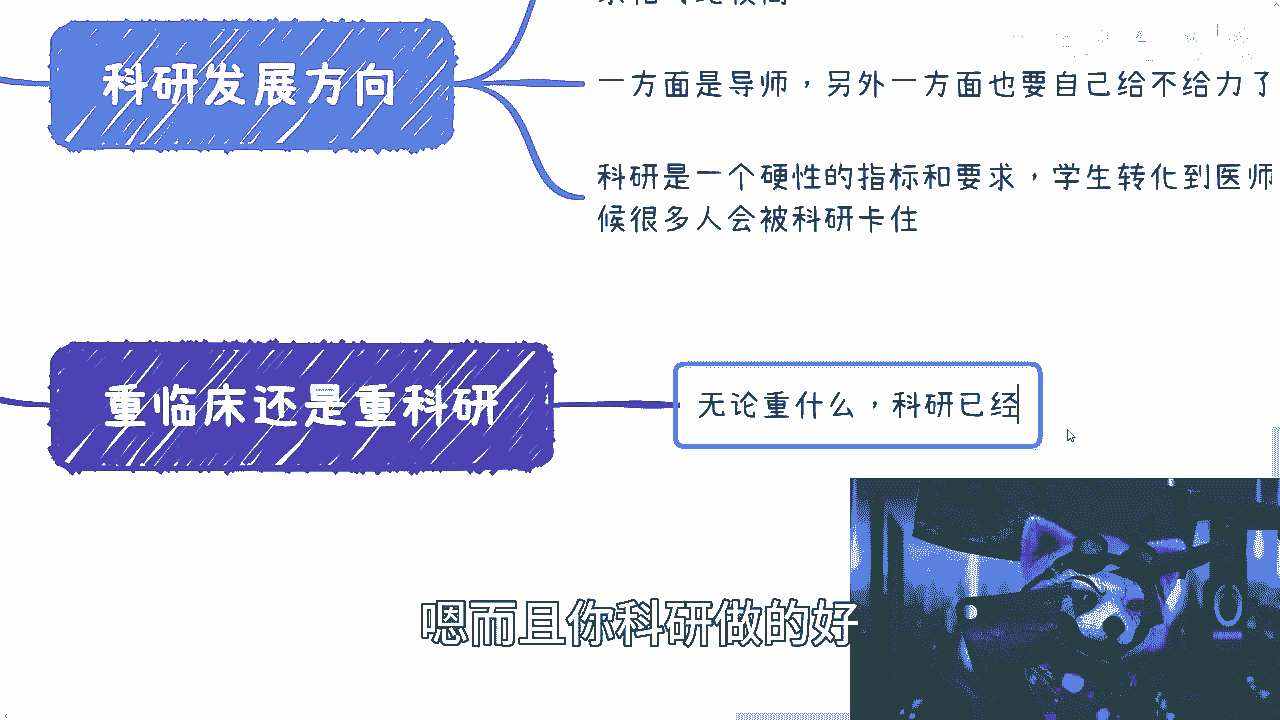 科研发展方向
一方面是导师，另外一方面也要自己给不给力了
科研是一个硬性的指标和要求，学生转化到医师
候很多人会被科研卡住
重临床还是重科研
无论重什么，科研已经
嗯而且你科研做的好